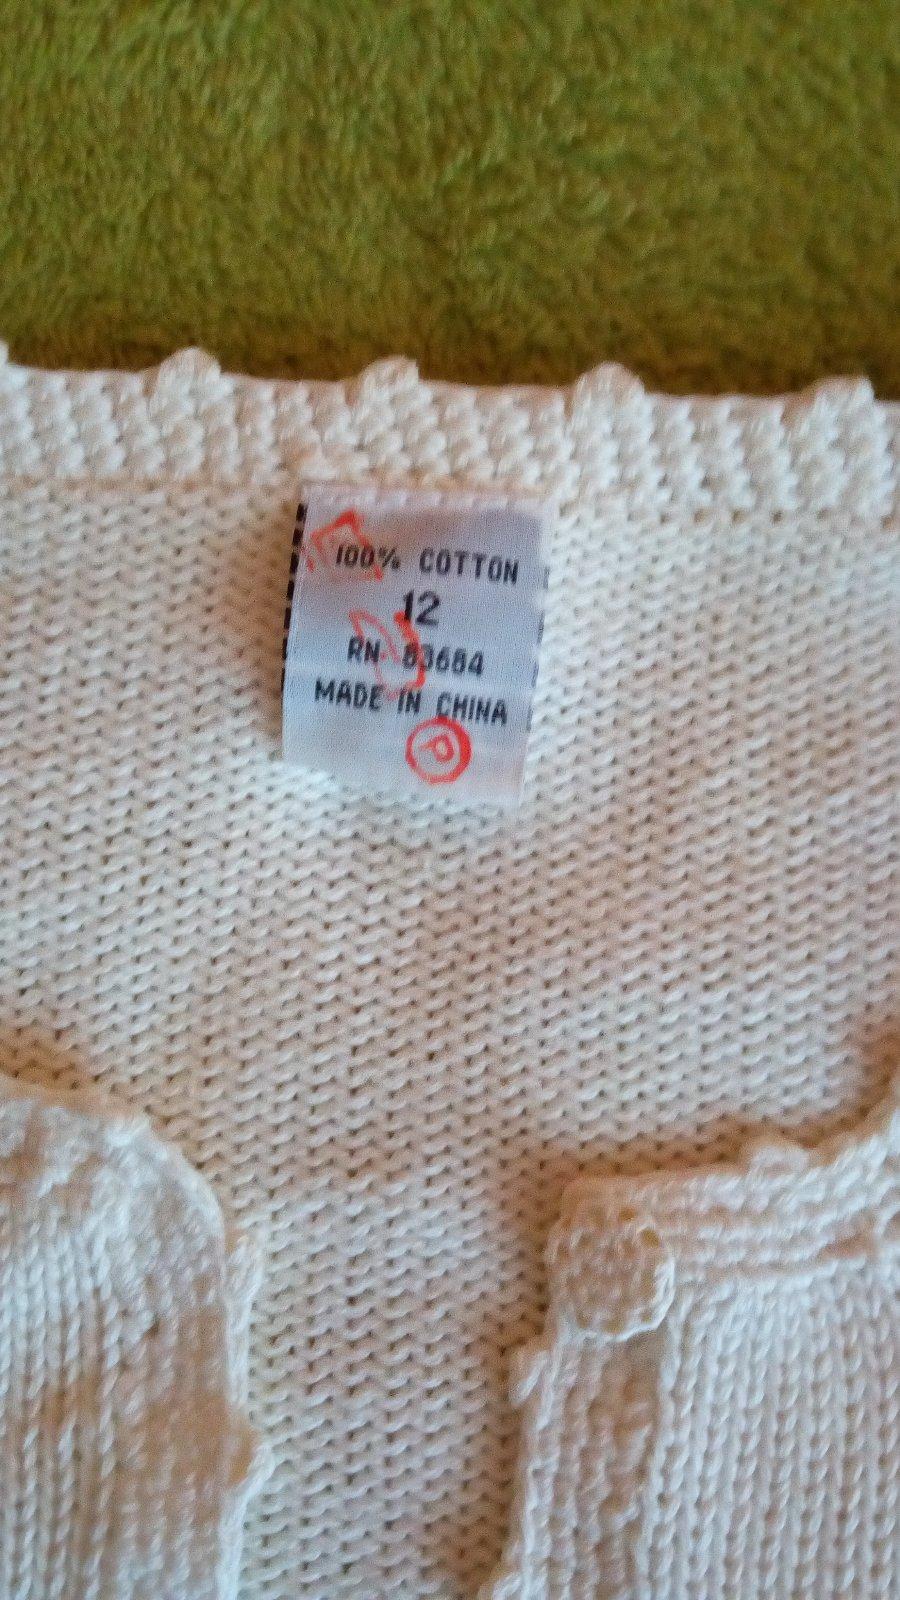 100% COTTON
12
RN 83684
MADE IN CHINA
P